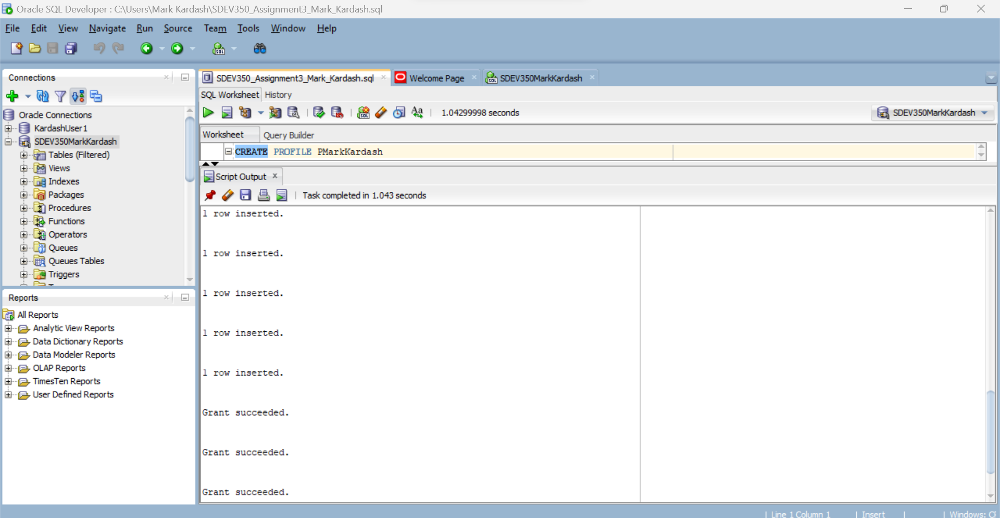 Oracle SQL Developer : C:\Users\Mark Kardash\SDEV350_Assignment3_Mark_Kardash.sql
File Edit View Navigate Run Source Team Tools Window Help
Connections
Oracle Connections
KardashUser1
SDEV350MarkKardash
Tables (Filtered)
Views
Indexes
Packages
Procedures
Functions
Operators
Queues
Queues Tables
Triggers
Reports
All Reports
Analytic View Reports
Data Dictionary Reports
Data Modeler Reports
OLAP Reports
TimesTen Reports
User Defined Reports
SDEV350_Assignment3_Mark_Kardash.sql Welcome Page SDEV350MarkKardash
SQL Worksheet History
1.04299998 seconds SDEV350MarkKardash
Worksheet Query Builder
CREATE PROFILE PMarkKardash
Script Output
Task completed in 1.043 seconds
1 row inserted.
1 row inserted.
1 row inserted.
1 row inserted.
1 row inserted.
Grant succeeded.
Grant succeeded.
Grant succeeded.
Line 1 Column 1 Insert Windows: